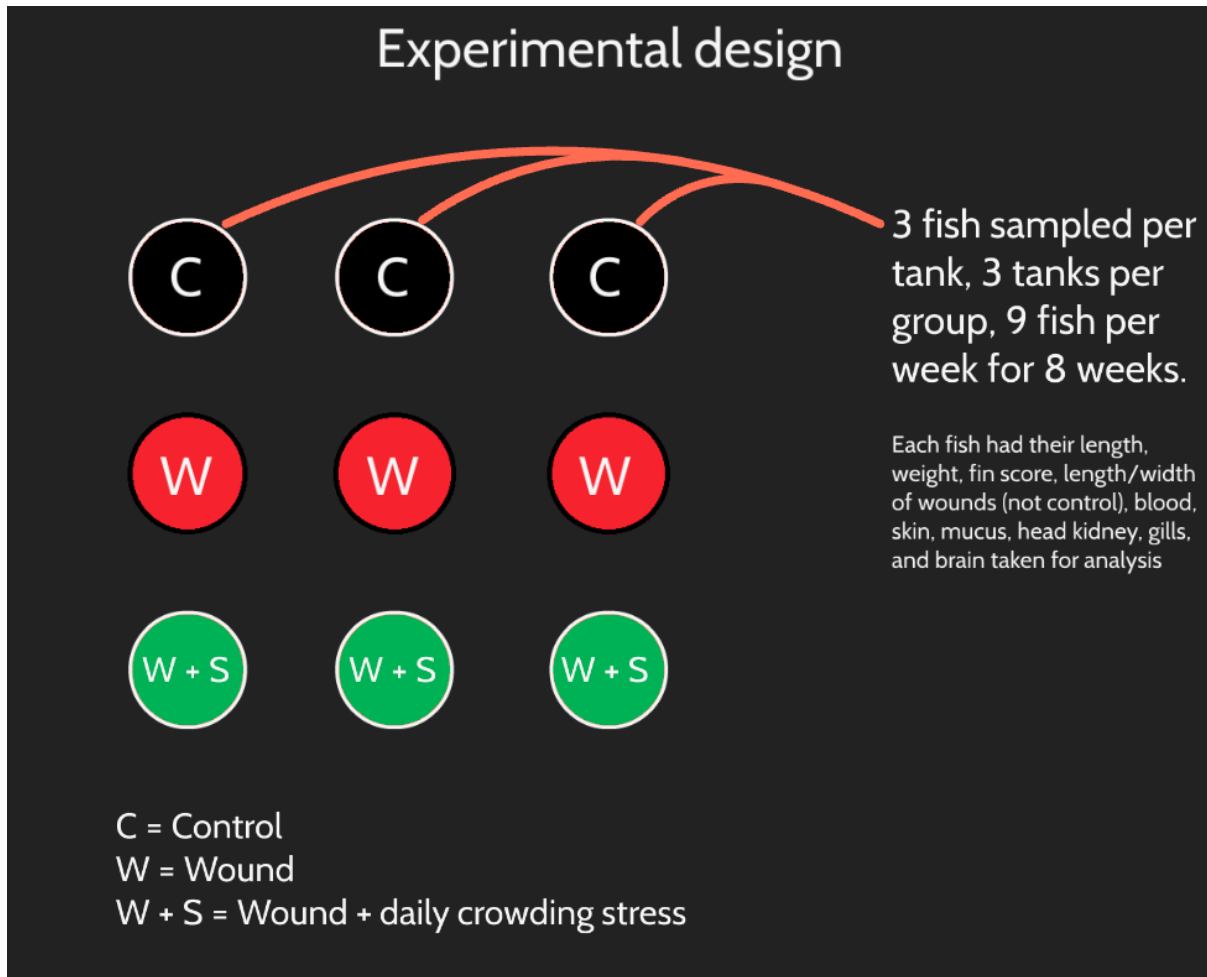 Experimental design
C
C
C
3 fish sampled per
tank, 3 tanks per
group, 9 fish per
week for 8 weeks.
W
W
W
Each fish had their length,
weight, fin score, length/width
of wounds (not control), blood,
skin, mucus, head kidney, gills,
and brain taken for analysis
W + S
W + S
W + S
C = Control
W = Wound
W + S = Wound + daily crowding stress